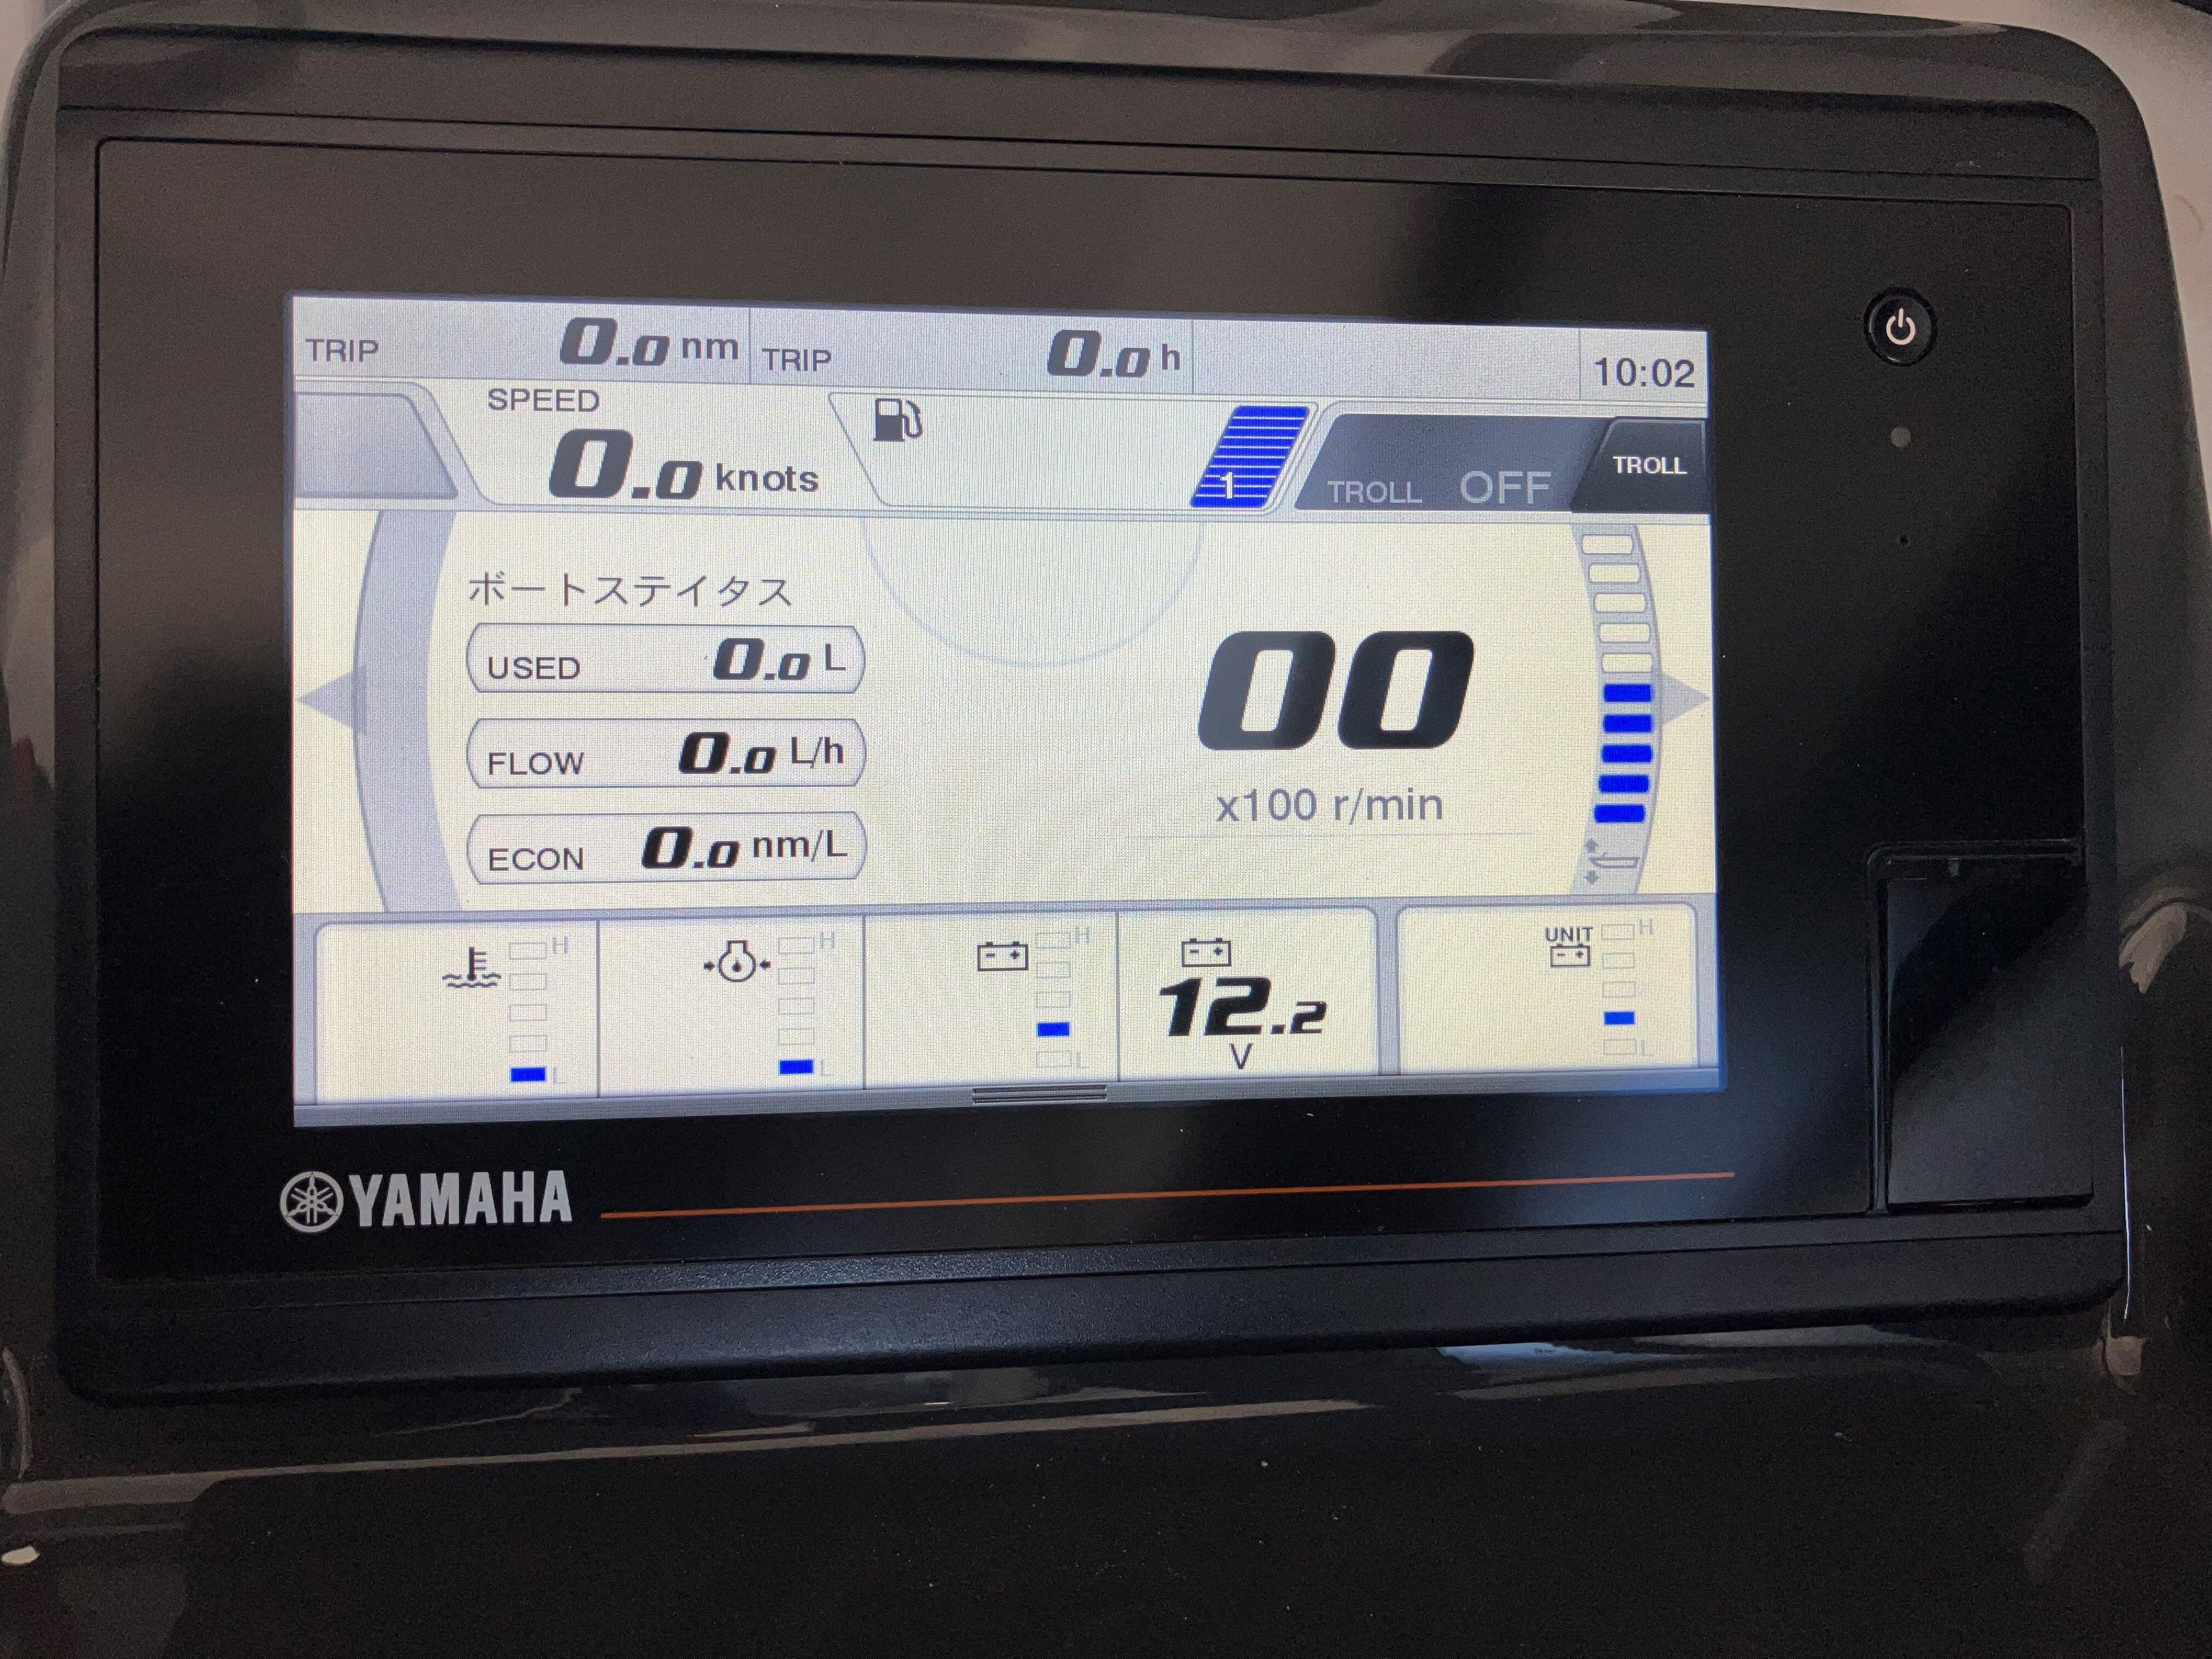 TRIP 0.0 nm TRIP 0.0 h 10:02
SPEED
0.0 knots
1
TROLL OFF TROLL
ボートステイタス
USED 0.0 L
FLOW 0.0 L/h
ECON 0.0 nm/L
00
x100 r/min
H
L
H
L
H
L
12.2
V
UNIT
H
L
YAMAHA